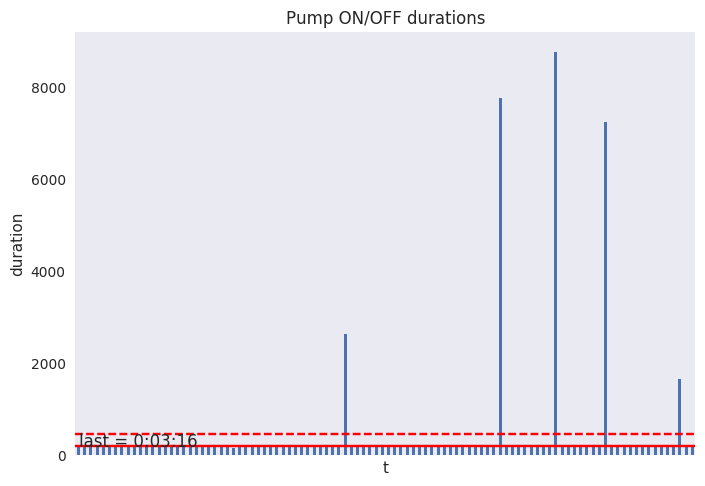 Pump ON/OFF durations
8000
6000
4000
2000
0
duration
last = 0:03:16
t